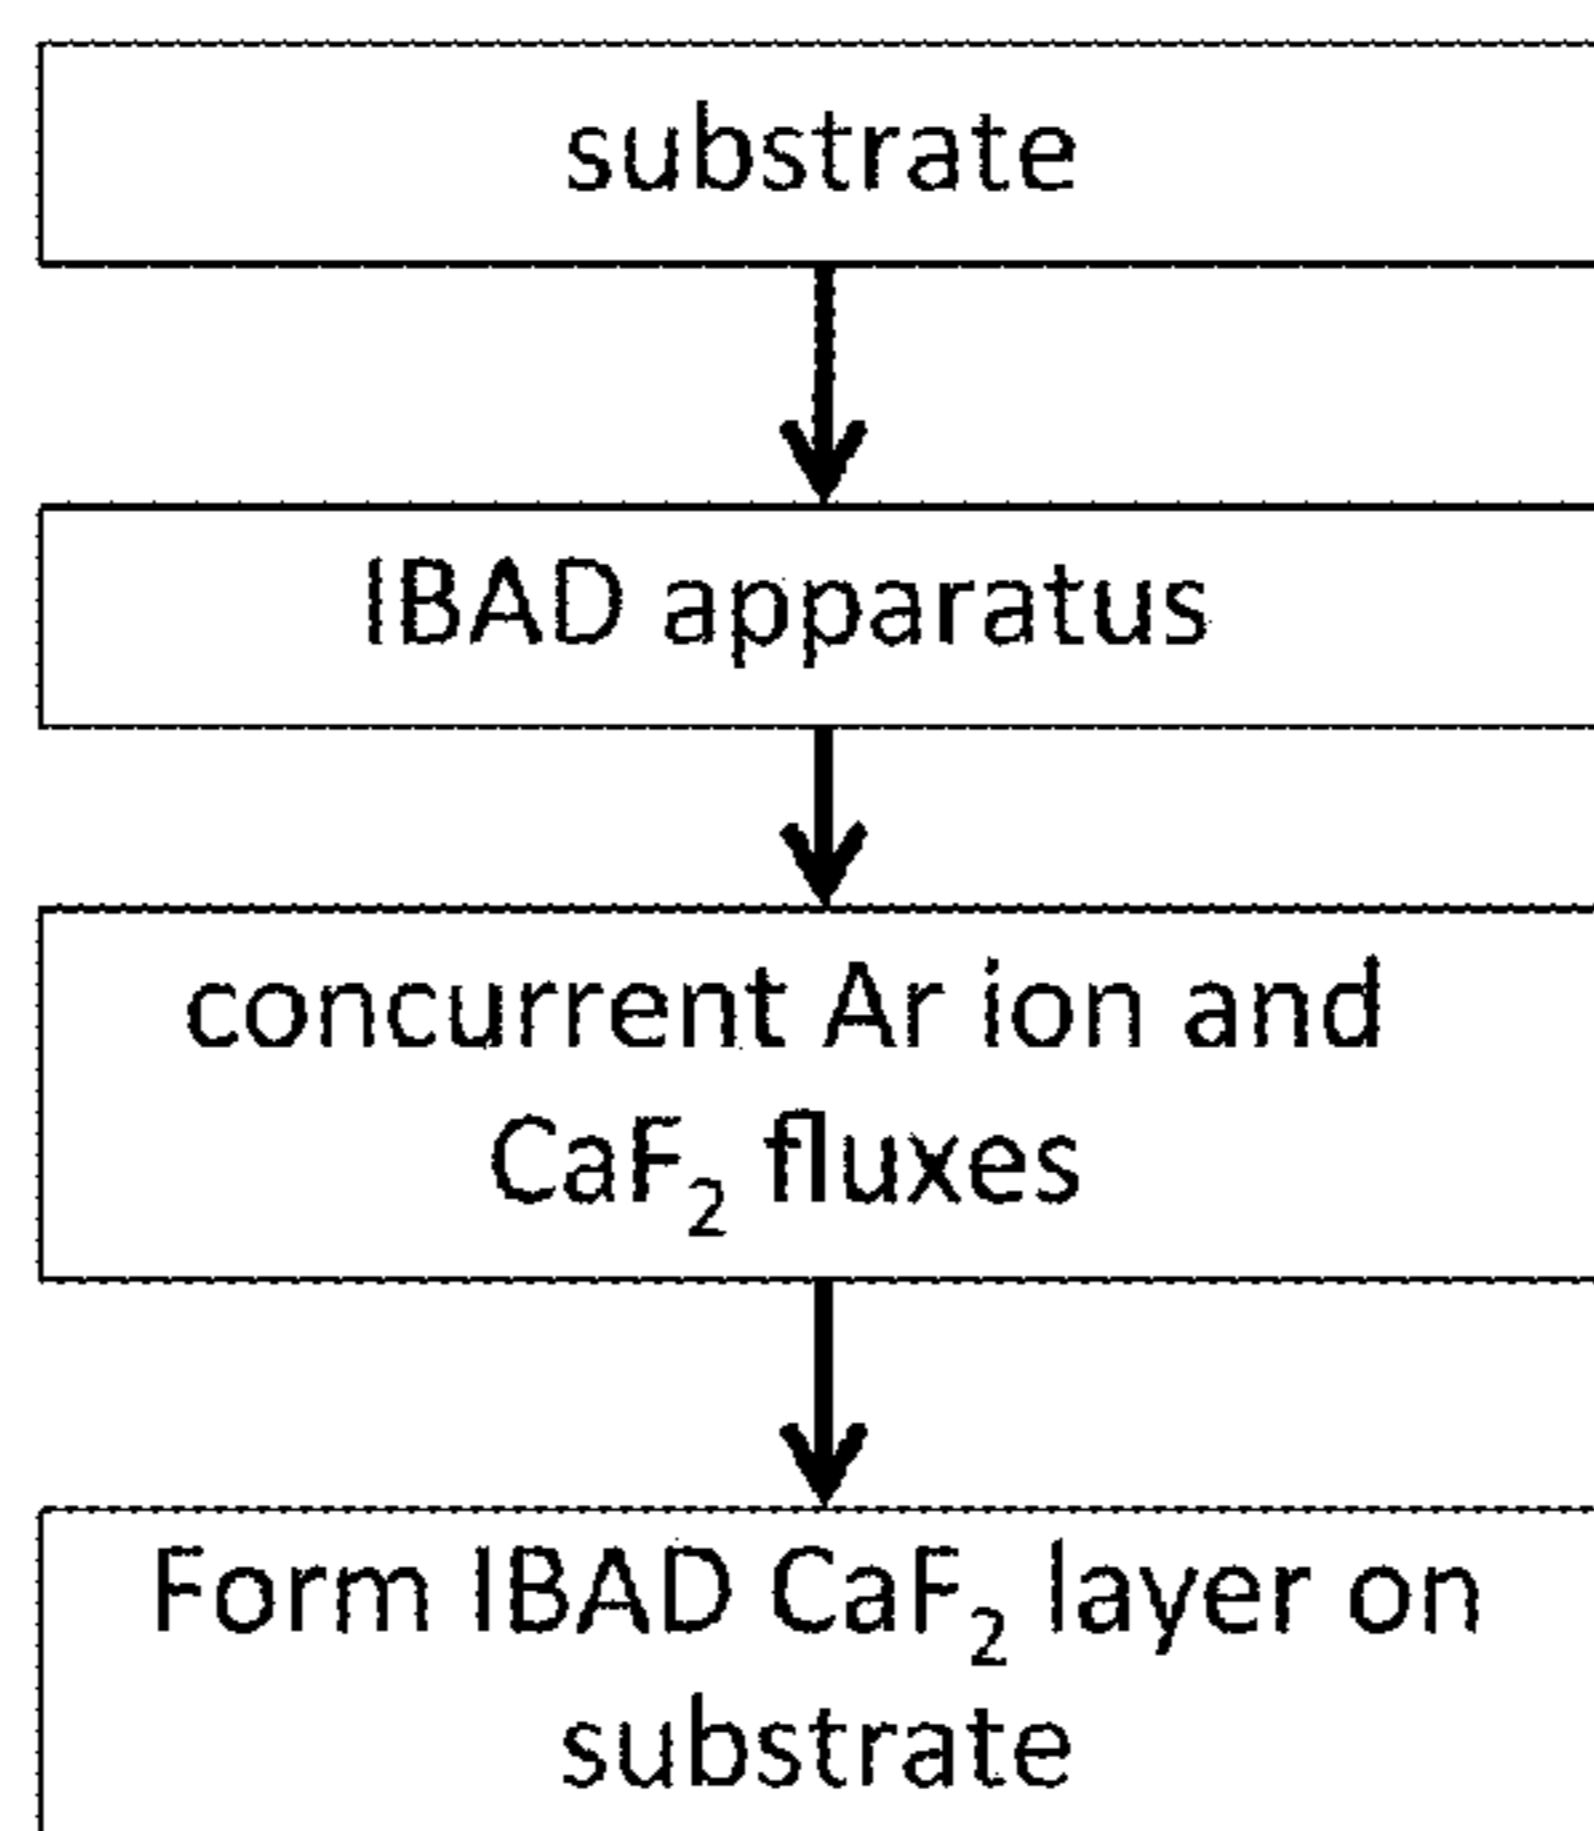 substrate
IBAD apparatus
concurrent Ar ion and
CaF₂ fluxes
Form IBAD CaF₂ layer on
substrate